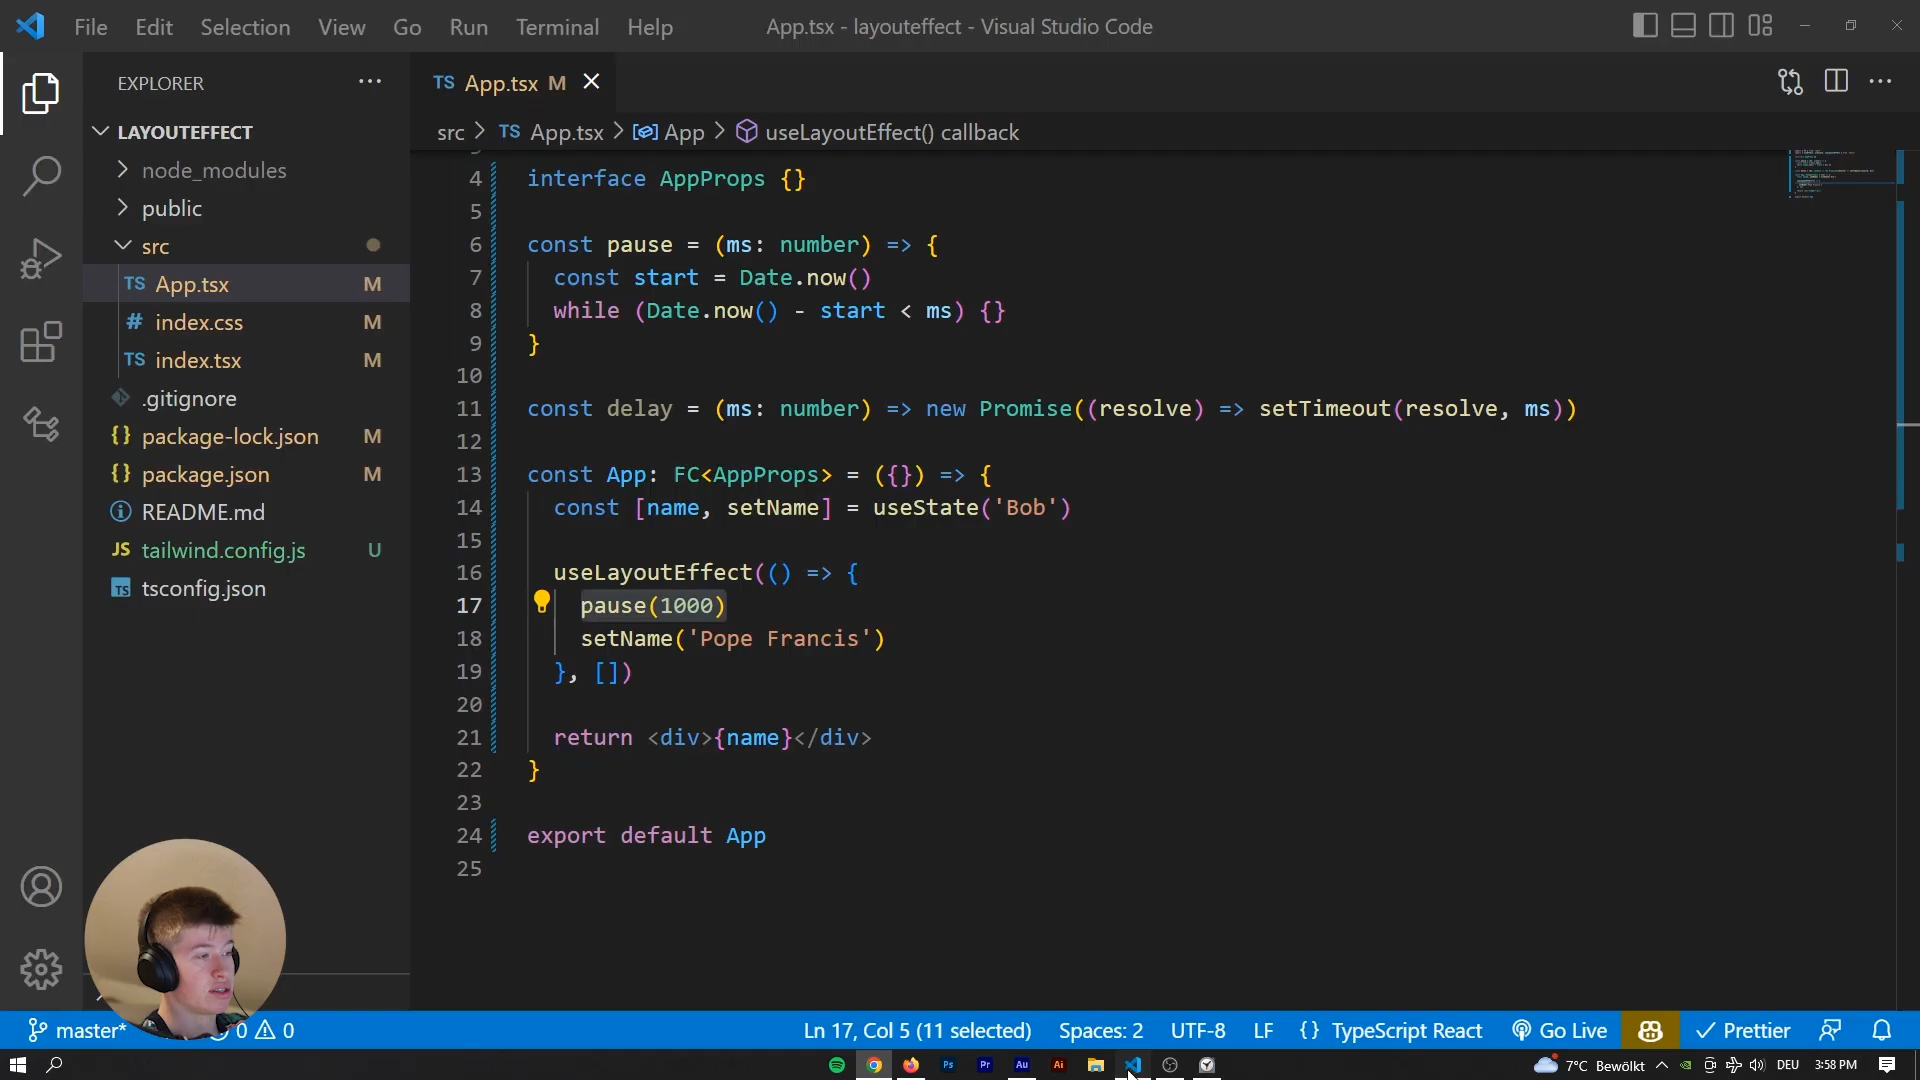 File Edit Selection View Go Run Terminal Help App.tsx - layouteffect - Visual Studio Code
EXPLORER
TS App.tsx M
src > TS App.tsx > App > useLayoutEffect() callback
LAYOUTEFFECT
node_modules
public
src
TS App.tsx M
# index.css M
TS index.tsx M
.gitignore
{} package-lock.json M
{} package.json M
README.md
JS tailwind.config.js U
TS tsconfig.json
4 interface AppProps {}
5
6 const pause = (ms: number) => {
7 const start = Date.now()
8 while (Date.now() - start < ms) {}
9 }
10
11 const delay = (ms: number) => new Promise((resolve) => setTimeout(resolve, ms))
12
13 const App: FC<AppProps> = ({}) => {
14 const [name, setName] = useState('Bob')
15
16 useLayoutEffect(() => {
17 pause(1000)
18 setName('Pope Francis')
19 }, [])
20
21 return <div>{name}</div>
22 }
23
24 export default App
25
master* 0 0 Ln 17, Col 5 (11 selected) Spaces: 2 UTF-8 LF {} TypeScript React Go Live Prettier
Ps Pr Au Ai 7°C Bewölkt DEU 3:58 PM